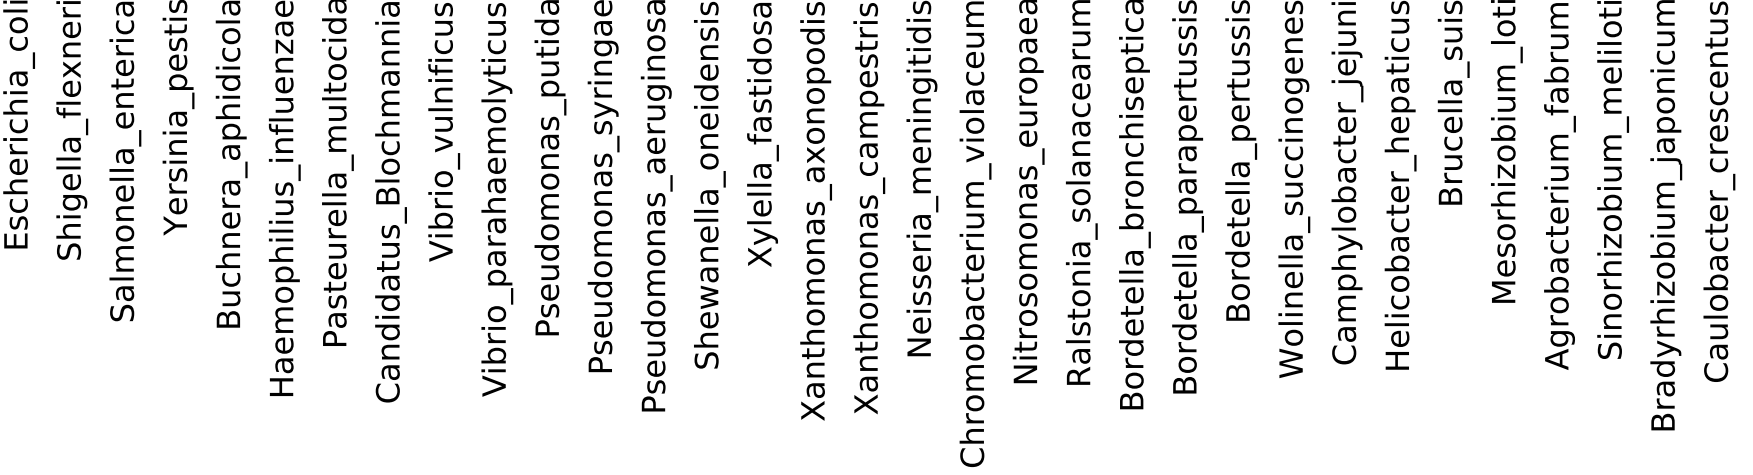 Escherichia_coli
Shigella_flexneri
Salmonella_enterica
Yersinia_pestis
Buchnera_aphidicola
Haemophilius_influenzae
Pasteurella_multocida
Candidatus_Blochmannia
Vibrio_vulnificus
Vibrio_parahaemolyticus
Pseudomonas_putida
Pseudomonas_syringae
Pseudomonas_aeruginosa
Shewanella_oneidensis
Xylella_fastidosa
Xanthomonas_axonopodis
Xanthomonas_campestris
Neisseria_meningitidis
Chromobacterium_violaceum
Nitrosomonas_europaea
Ralstonia_solanacearum
Bordetella_bronchiseptica
Bordetella_parapertussis
Bordetella_pertussis
Wolinella_succinogenes
Camphylobacter_jejuni
Helicobacter_hepaticus
Brucella_suis
Mesorhizobium_loti
Agrobacterium_fabrum
Sinorhizobium_meliloti
Bradyrhizobium_japonicum
Caulobacter_crescentus